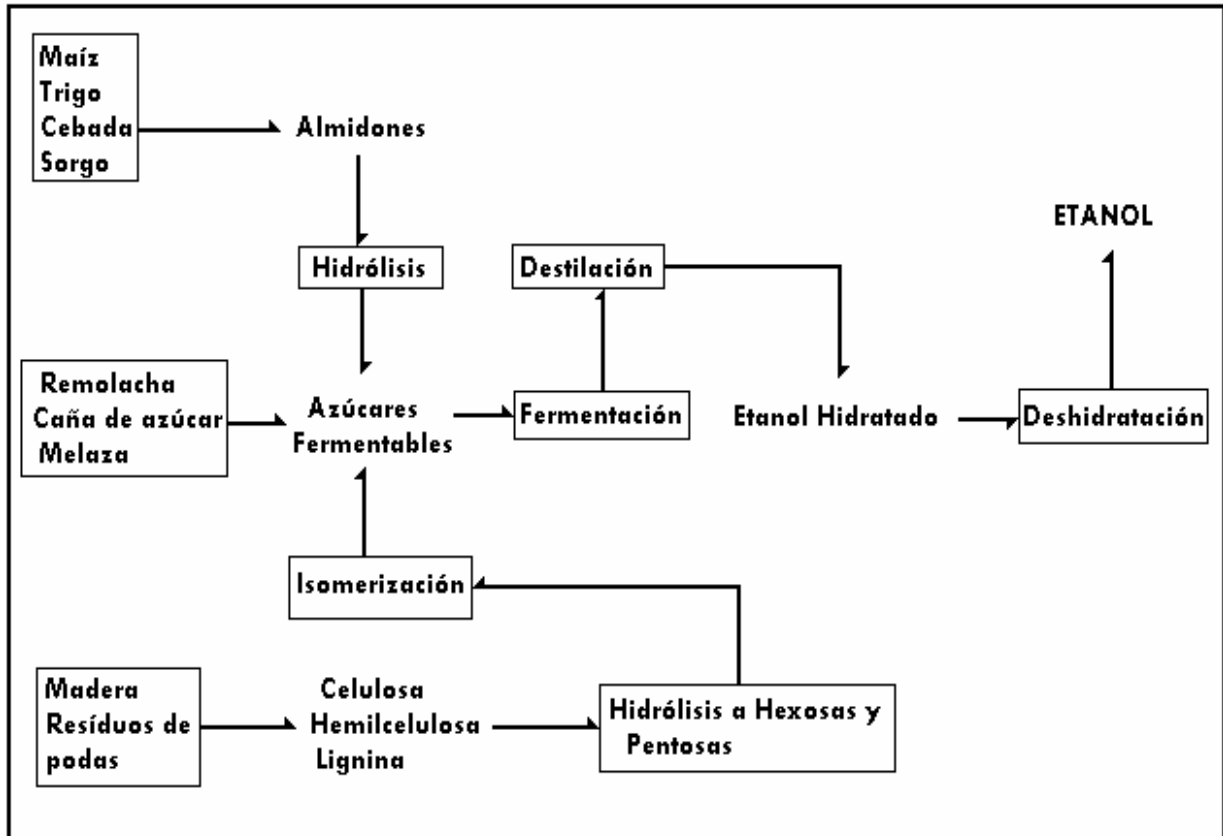 Maíz
Trigo
Cebada
Sorgo
Almidones
ETANOL
Hidrólisis
Destilación
Remolacha
Caña de azúcar
Melaza
Azúcares
Fermentables
Fermentación
Etanol Hidratado
Deshidratación
Isomerización
Madera
Resíduos de
podas
Celulosa
Hemilcelulosa
Lignina
Hidrólisis a Hexosas y
Pentosas